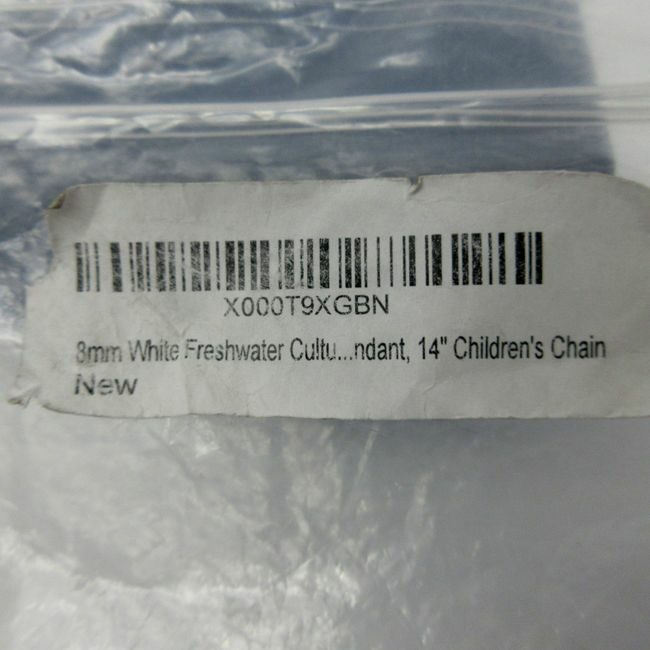 X000T9XGBN
8mm White Freshwater Cultu...ndant, 14" Children's Chain
New